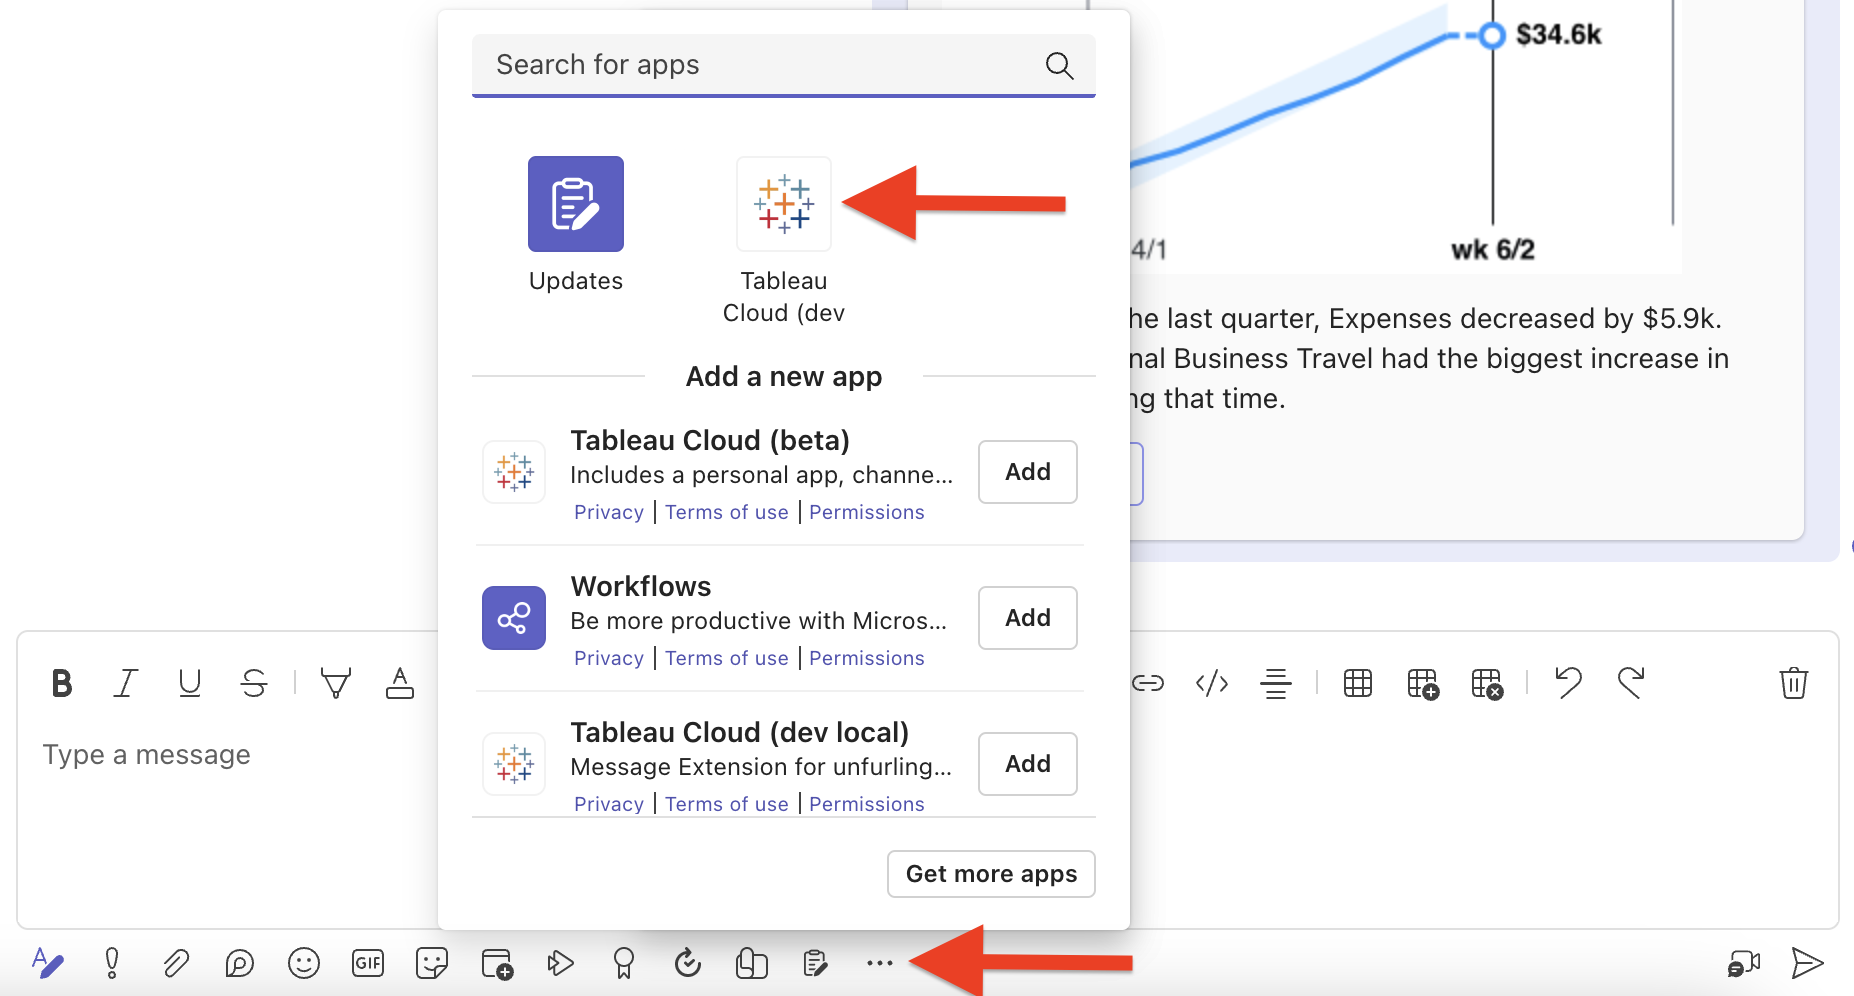 Search for apps
$34.6k
4/1
wk 6/2
Updates
Tableau
Cloud (dev
Add a new app
he last quarter, Expenses decreased by $5.9k.
nal Business Travel had the biggest increase in
ng that time.
Tableau Cloud (beta)
Includes a personal app, channe...
Privacy | Terms of use | Permissions
Add
Workflows
Be more productive with Micros...
Privacy | Terms of use | Permissions
Add
Tableau Cloud (dev local)
Message Extension for unfurling...
Privacy | Terms of use | Permissions
Add
Get more apps
B I U S A
Type a message
GIF